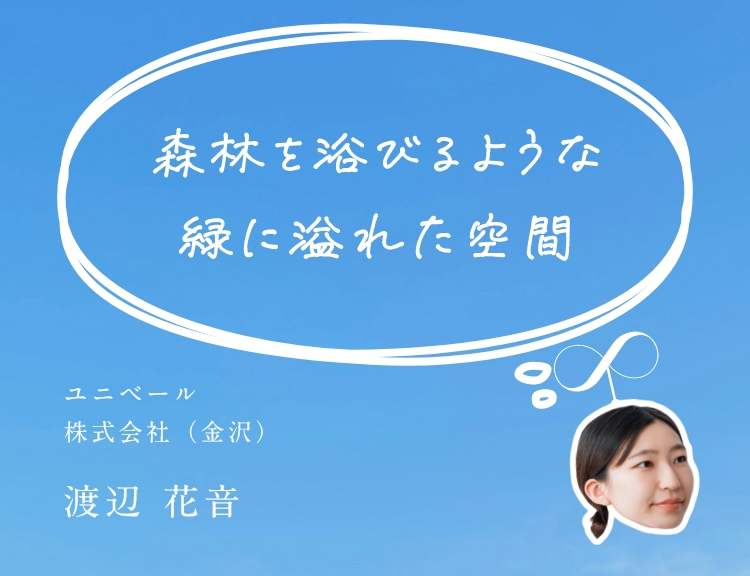 森林を浴びるような
緑に溢れた空間
ユニベール
株式会社（金沢）
渡辺 花音